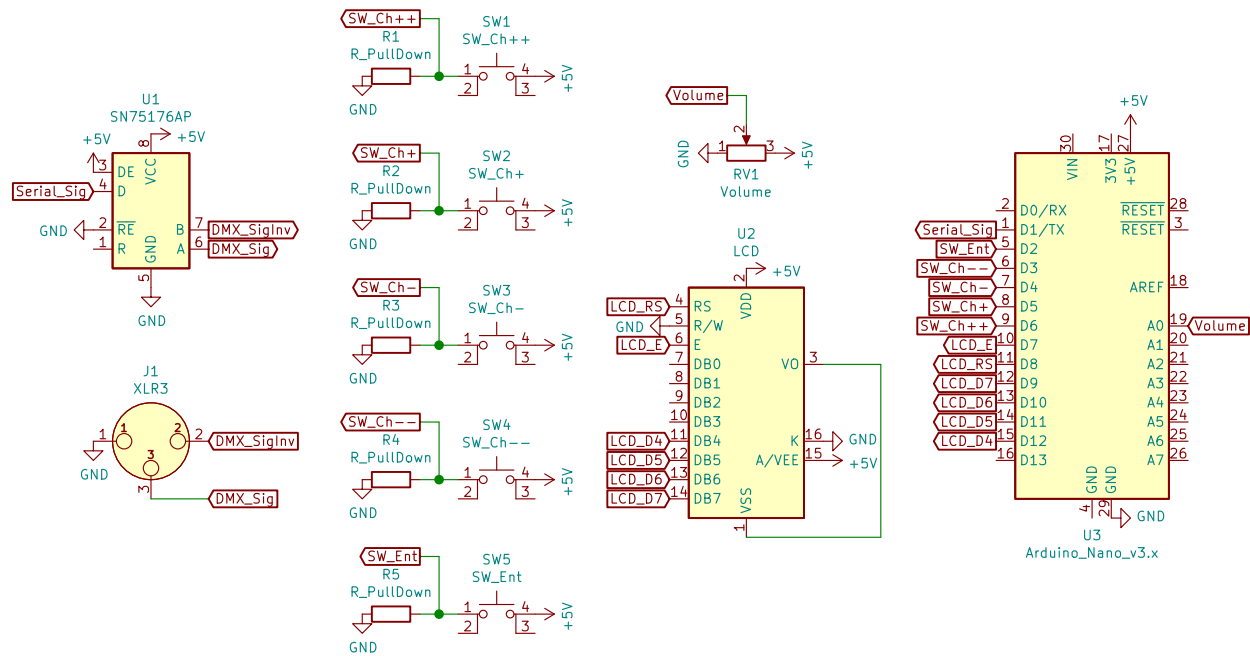 U1
SN75176AP
+5V
8
+5V
VCC
3
DE
Serial_Sig
4
D
GND
2
RE
B
7
DMX_SigInv
1
R
A
6
DMX_Sig
GND
5
GND
J1
XLR3
1
1
2
2
DMX_SigInv
GND
3
3
DMX_Sig
SW_Ch++
R1
R_PullDown
GND
SW1
SW_Ch++
1
4
2
3
+5V
SW_Ch+
R2
R_PullDown
GND
SW2
SW_Ch+
1
4
2
3
+5V
SW_Ch-
R3
R_PullDown
GND
SW3
SW_Ch-
1
4
2
3
+5V
SW_Ch--
R4
R_PullDown
GND
SW4
SW_Ch--
1
4
2
3
+5V
SW_Ent
R5
R_PullDown
GND
SW5
SW_Ent
1
4
2
3
+5V
Volume
2
GND
1
3
+5V
RV1
Volume
U2
LCD
2
+5V
VDD
LCD_RS
4
RS
GND
5
R/W
LCD_E
6
E
7
DB0
VO
3
8
DB1
9
DB2
10
DB3
LCD_D4
11
DB4
K
16
GND
LCD_D5
12
DB5
A/VEE
15
+5V
LCD_D6
13
DB6
LCD_D7
14
DB7
VSS
1
+5V
30
17
27
VIN
3V3
+5V
2
D0/RX
RESET
28
Serial_Sig
1
D1/TX
RESET
3
SW_Ent
5
D2
SW_Ch--
6
D3
SW_Ch-
7
D4
AREF
18
SW_Ch+
8
D5
SW_Ch++
9
D6
A0
19
Volume
LCD_E
10
D7
A1
20
LCD_RS
11
D8
A2
21
LCD_D7
12
D9
A3
22
LCD_D6
13
D10
A4
23
LCD_D5
14
D11
A5
24
LCD_D4
15
D12
A6
25
16
D13
A7
26
GND
GND
4
29
GND
U3
Arduino_Nano_v3.x